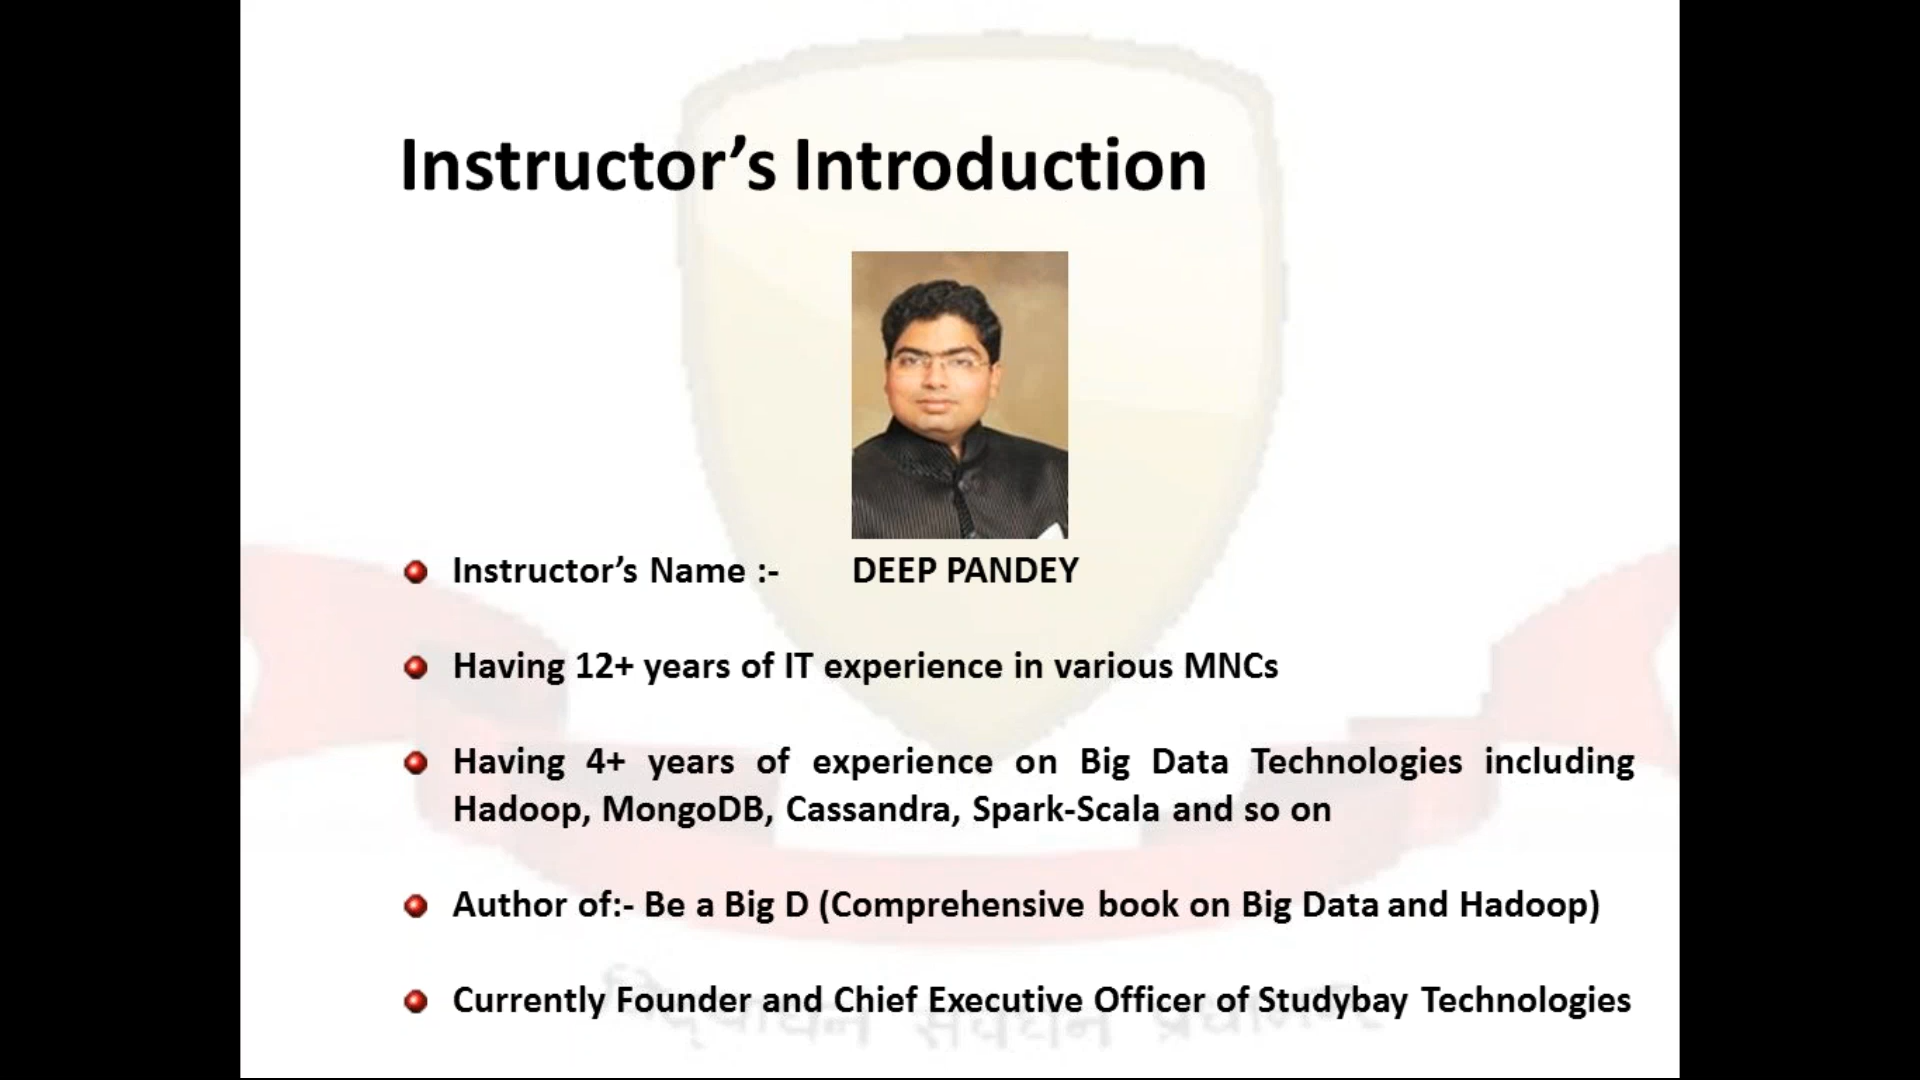 Instructor’s Introduction
Instructor’s Name :- DEEP PANDEY
Having 12+ years of IT experience in various MNCs
Having 4+ years of experience on Big Data Technologies including
Hadoop, MongoDB, Cassandra, Spark-Scala and so on
Author of:- Be a Big D (Comprehensive book on Big Data and Hadoop)
Currently Founder and Chief Executive Officer of Studybay Technologies